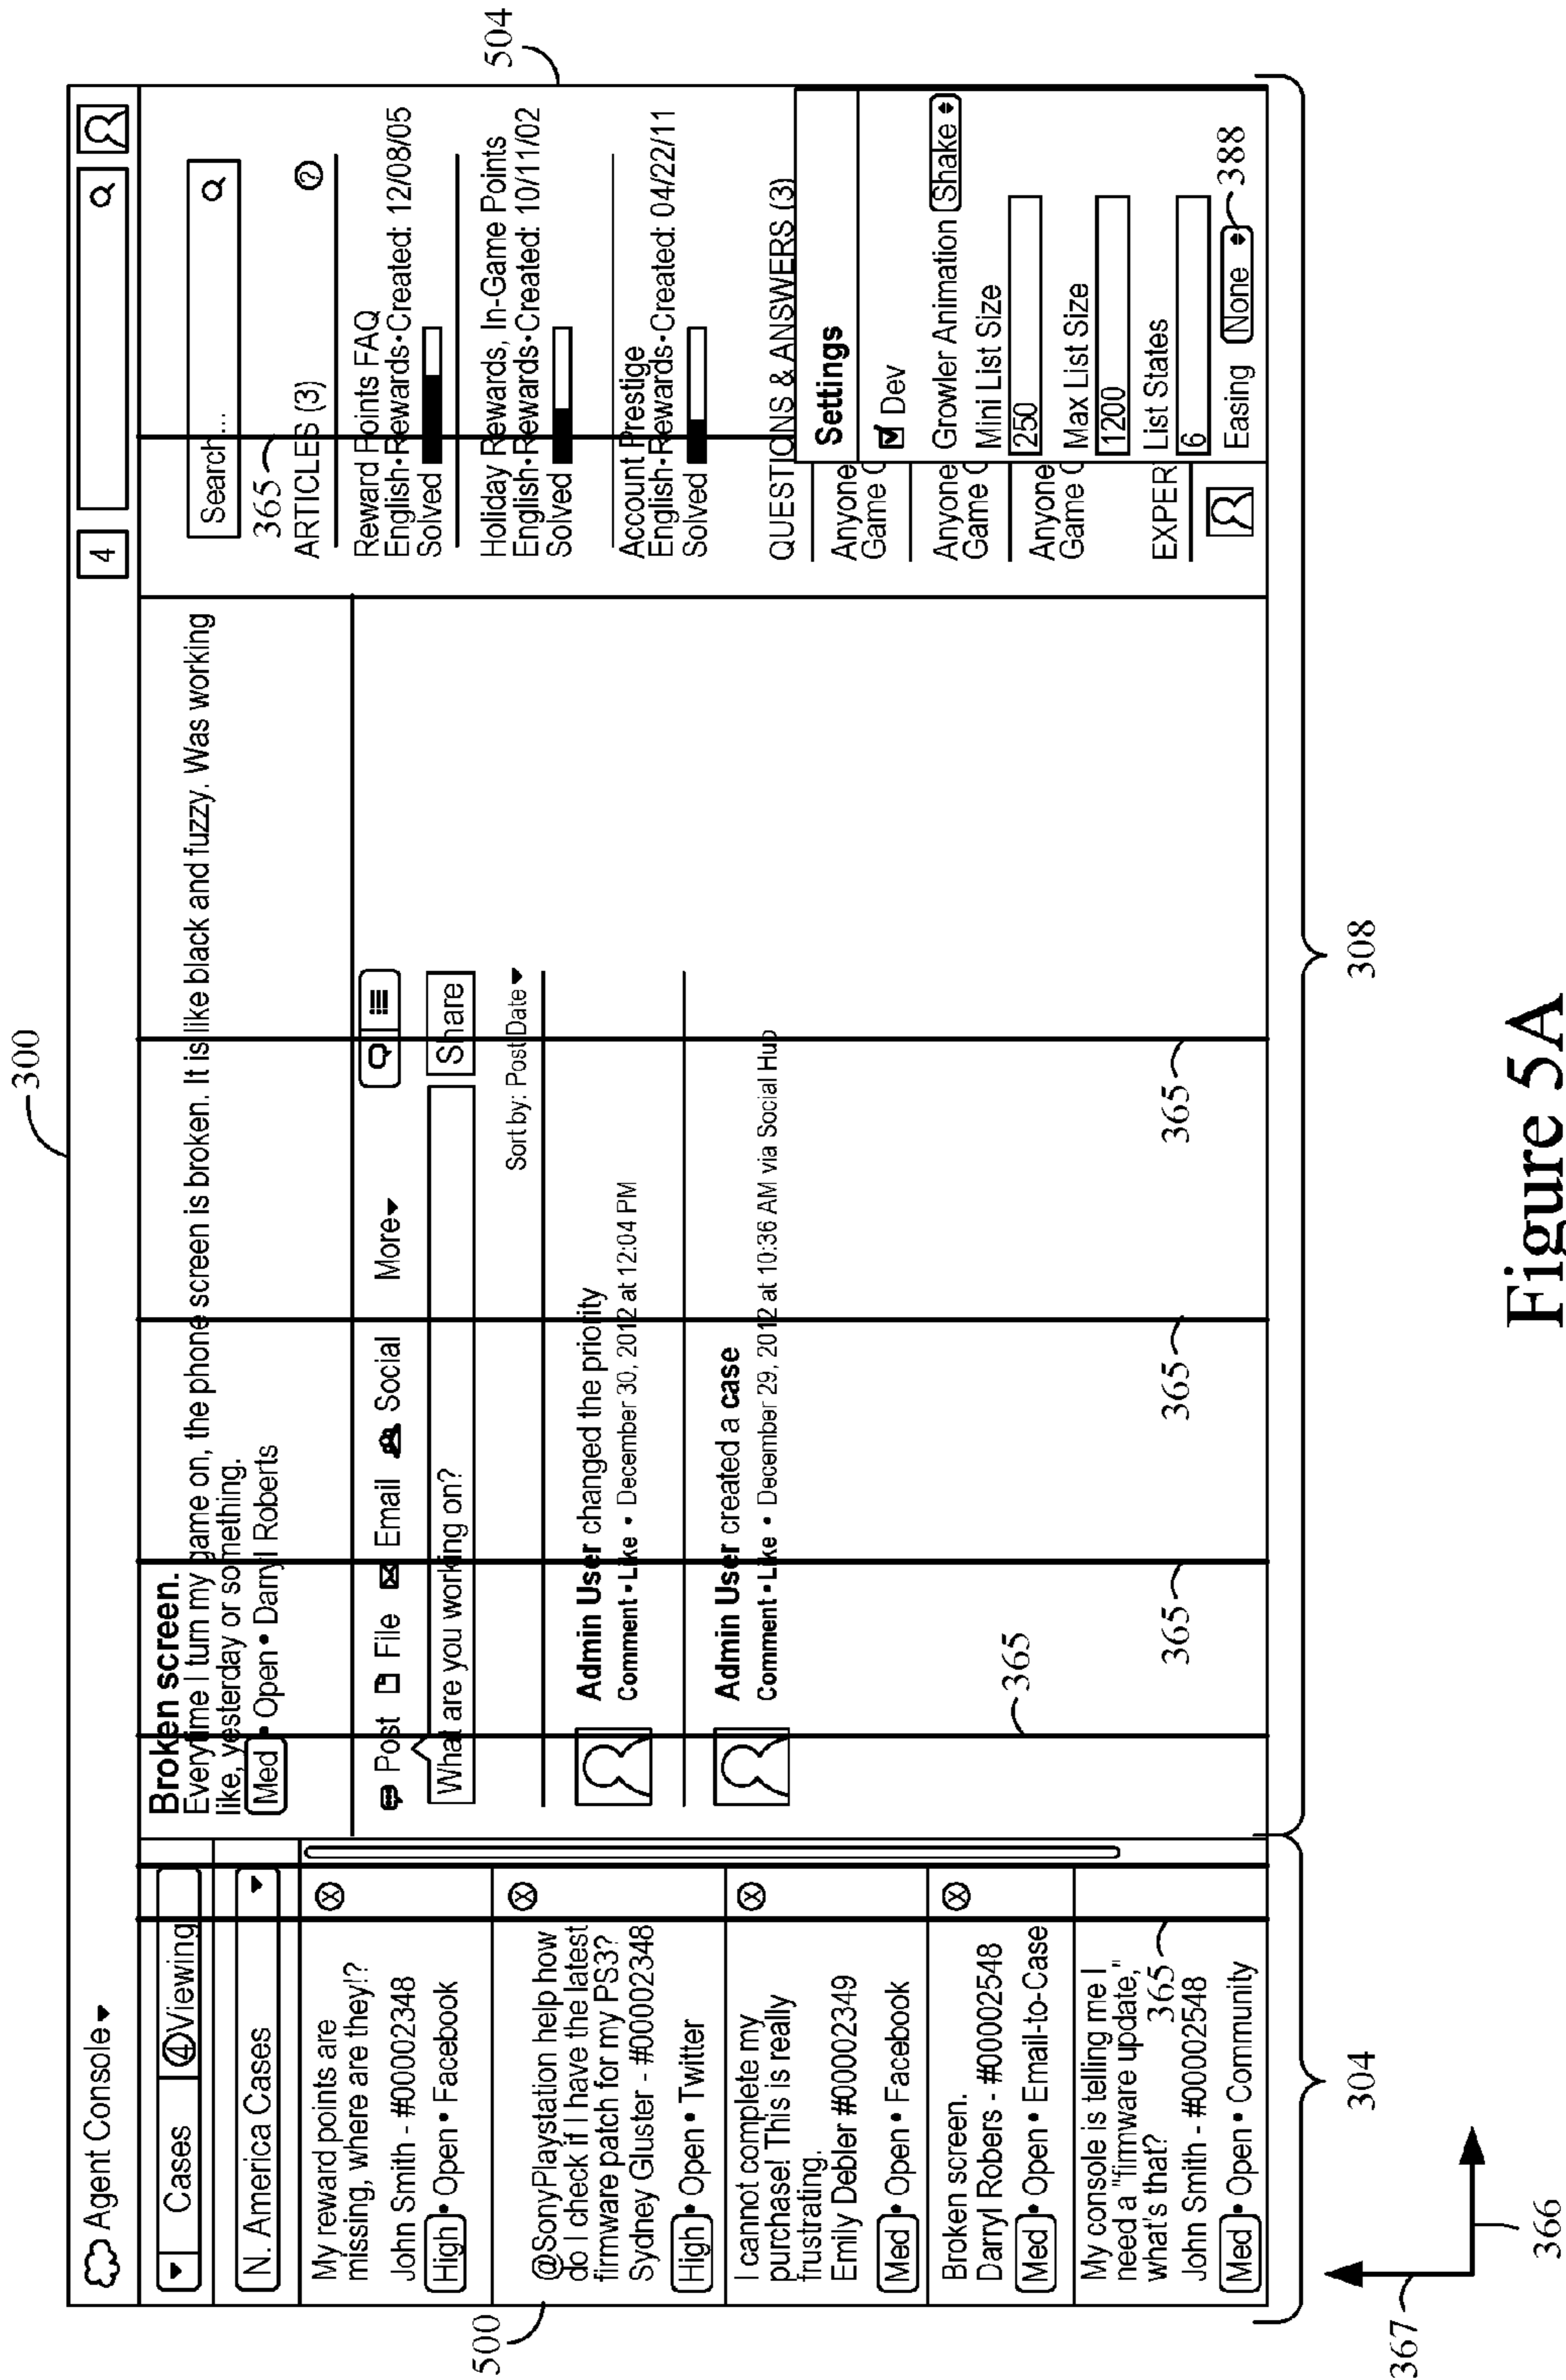 300
Agent Console
4
504
Cases
④Viewing
N. America Cases
My reward points are
missing, where are they!?
John Smith - #00002348
High • Open • Facebook
500
@SonyPlaystation help how
do I check if I have the latest
firmware patch for my PS3?
Sydney Gluster - #00002348
High • Open • Twitter
I cannot complete my
purchase! This is really
frustrating.
Emily Debler #00002349
Med • Open • Facebook
Broken screen.
Darryl Robers - #00002548
Med • Open • Email-to-Case
My console is telling me I
need a "firmware update,"
what's that?
365
John Smith - #00002548
Med • Open • Community
Broken screen.
Everytime I turn my game on, the phone screen is broken. It is like black and fuzzy. Was working
like, yesterday or something.
Med • Open • Darryl Roberts
Post File Email Social More
What are you working on? Share
Sort by: Post Date
Admin User changed the priority
Comment • Like • December 30, 2012 at 12:04 PM
Admin User created a case
Comment • Like • December 29, 2012 at 10:36 AM via Social Hub
365
365
365
365
Search...
365
ARTICLES (3) ?
Reward Points FAQ
English•Rewards•Created: 12/08/05
Solved
Holiday Rewards, In-Game Points
English•Rewards•Created: 10/11/02
Solved
Account Prestige
English•Rewards•Created: 04/22/11
Solved
QUESTIONS & ANSWERS (3)
Anyone
Game
Anyone
Game
Anyone
Game
EXPER
Settings
Dev
Growler Animation Shake
Mini List Size
250
Max List Size
1200
List States
6
Easing None
388
304
308
367
366
Figure 5A